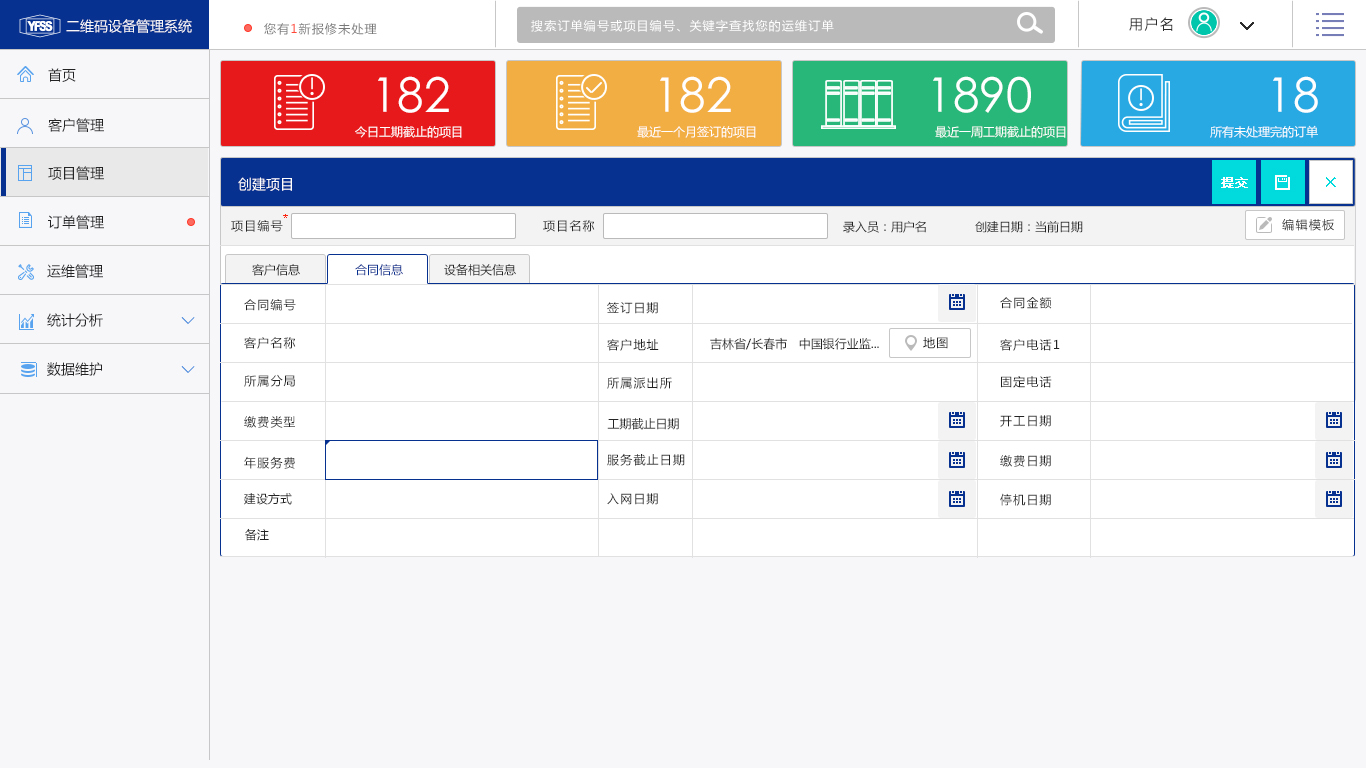 YFSS 二维码设备管理系统
您有1新报修未处理
搜索订单编号或项目编号、关键字查找您的运维订单
用户名
首页
客户管理
项目管理
订单管理
运维管理
统计分析
数据维护
182
今日工期截止的项目
182
最近一个月签订的项目
1890
最近一周工期截止的项目
18
所有未处理完的订单
创建项目
提交
项目编号*
项目名称
录入员：用户名
创建日期：当前日期
编辑模板
客户信息
合同信息
设备相关信息
合同编号 签订日期 合同金额
客户名称 客户地址 吉林省/长春市 中国银行业监... 地图 客户电话1
所属分局 所属派出所 固定电话
缴费类型 工期截止日期 开工日期
年服务费 服务截止日期 缴费日期
建设方式 入网日期 停机日期
备注